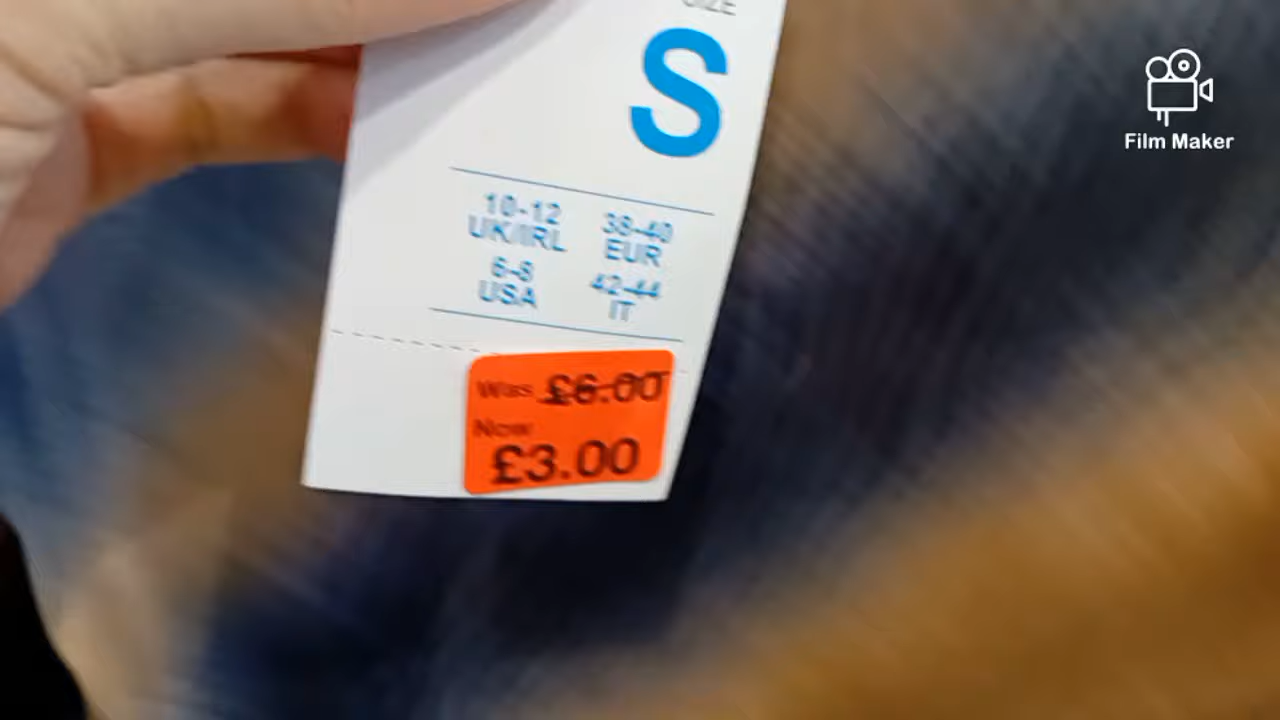 SIZE
S
10-12
UK/IRL
38-40
EUR
6-8
USA
42-44
IT
Was £6.00
Now
£3.00
Film Maker